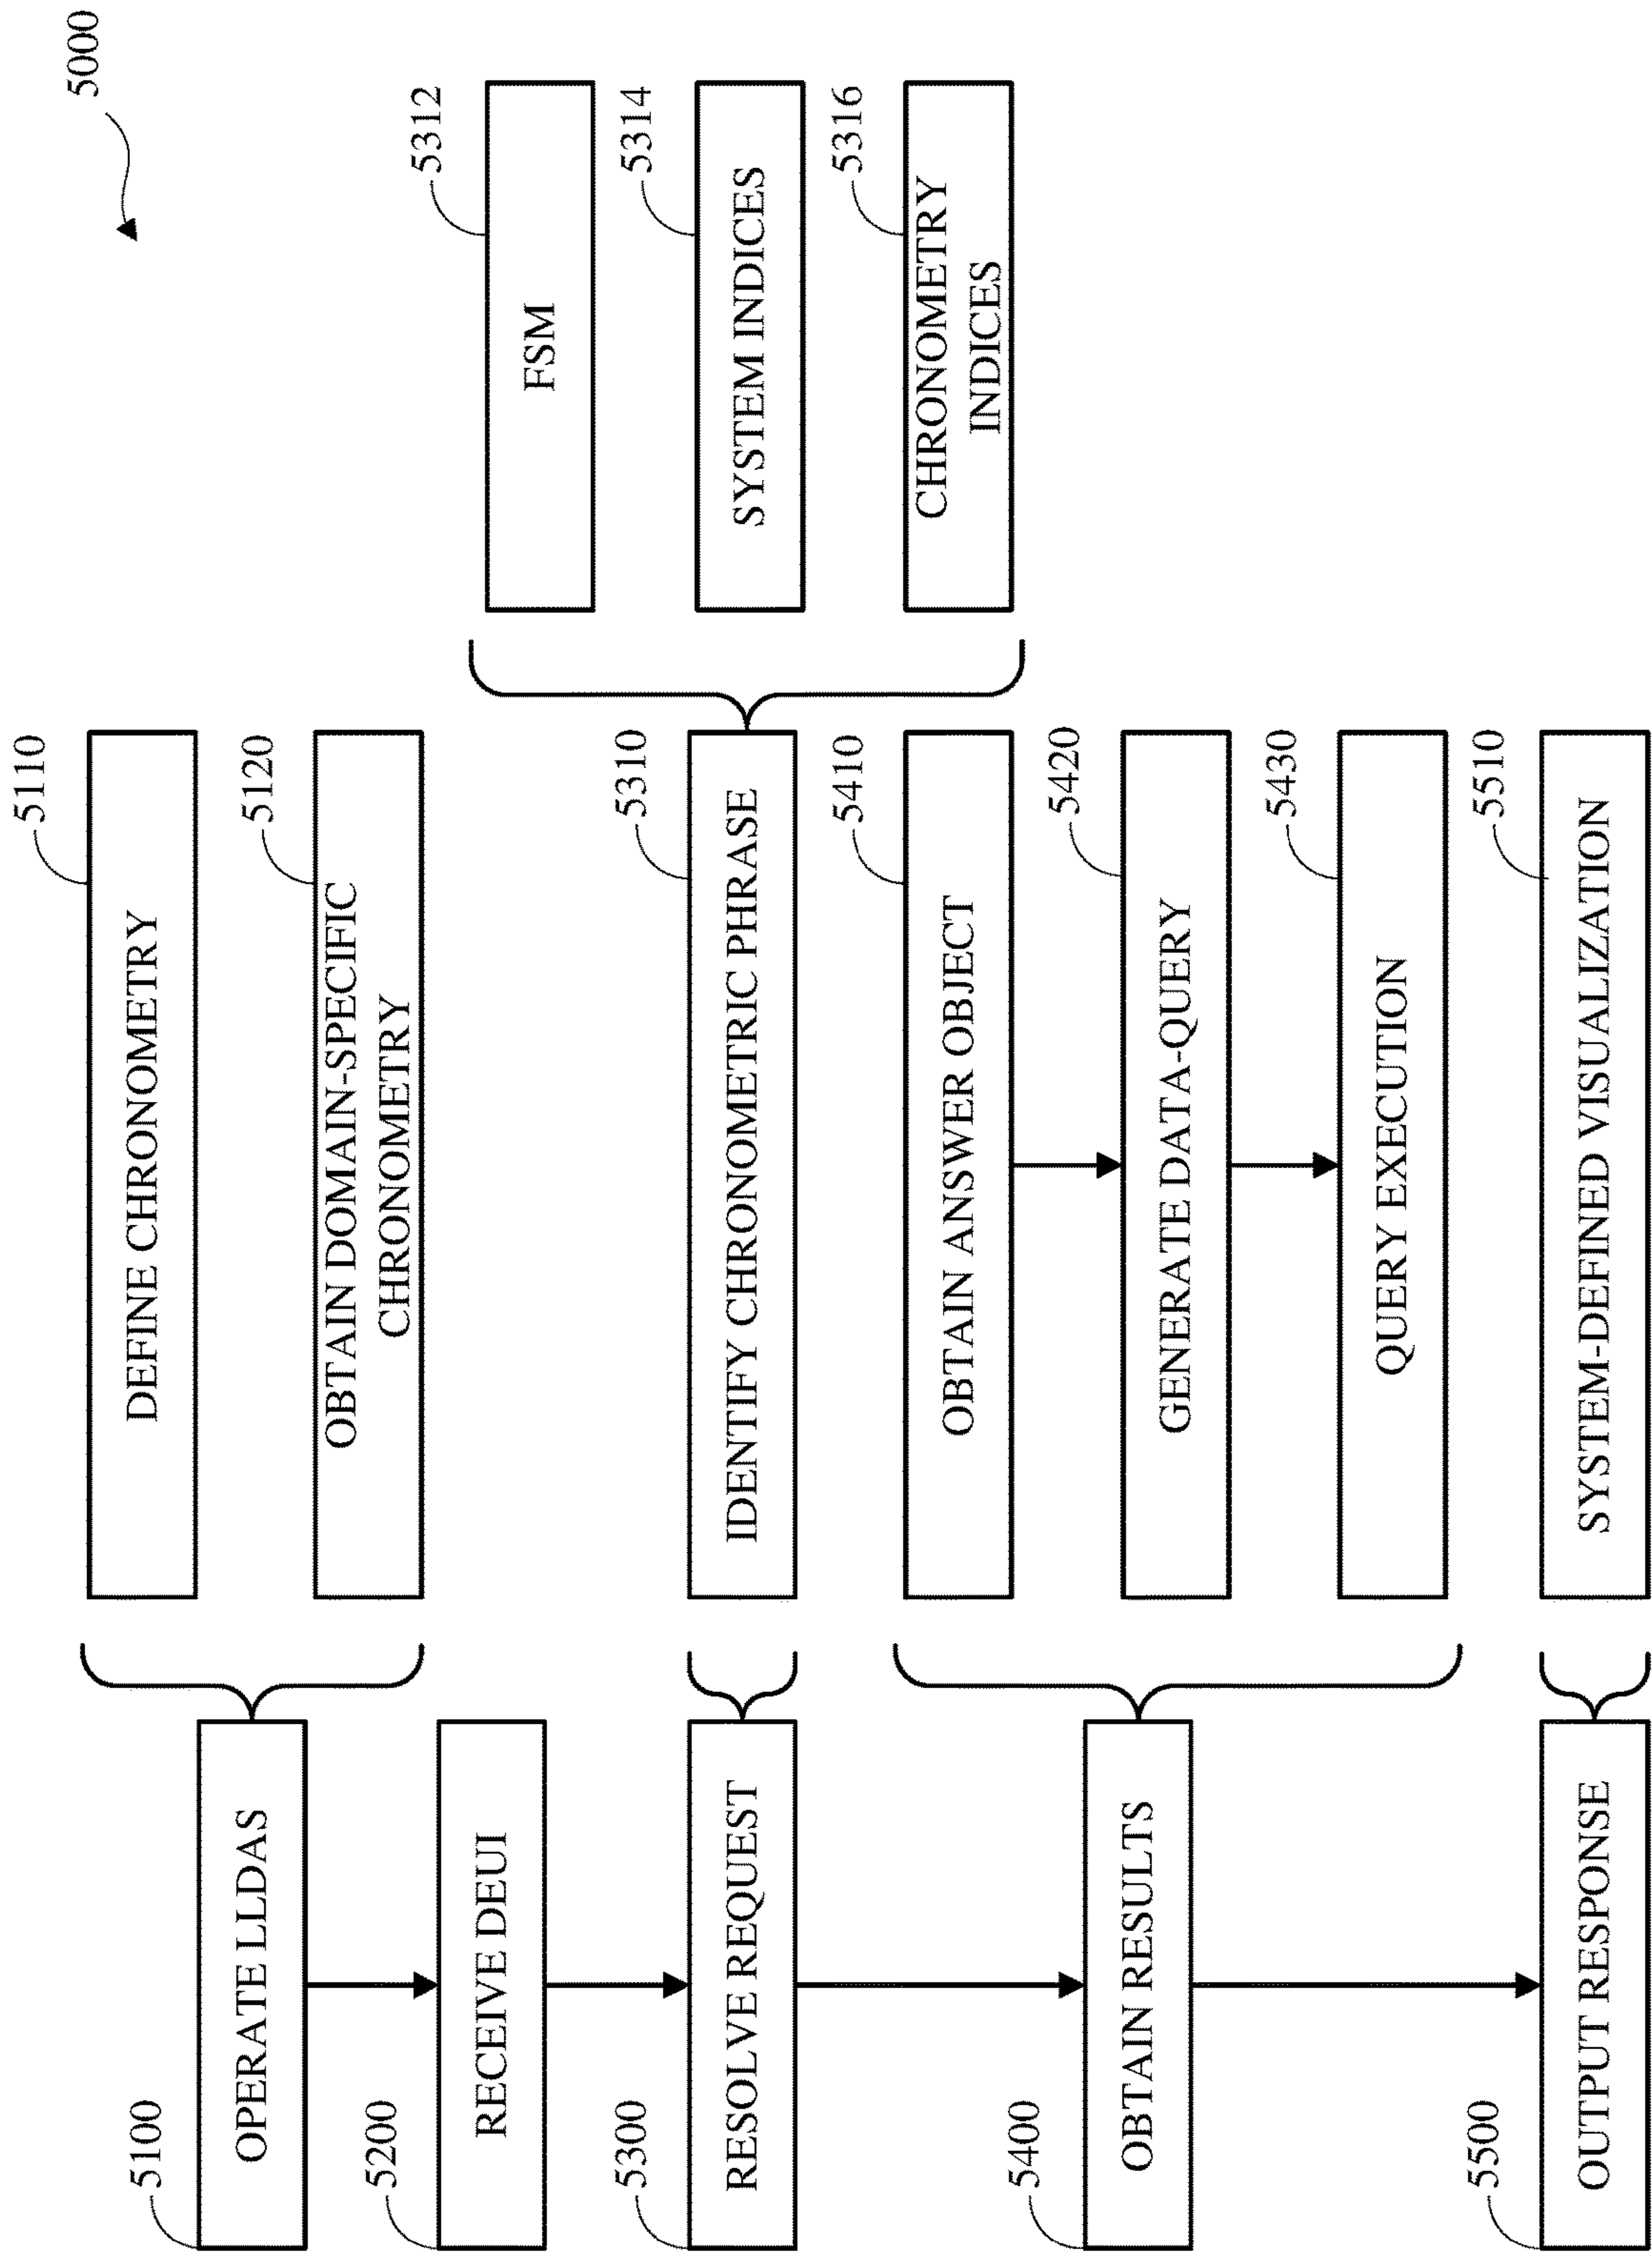 5000
5100
OPERATE LLDAS
5110
DEFINE CHRONOMETRY
5120
OBTAIN DOMAIN-SPECIFIC
CHRONOMETRY
5200
RECEIVE DEUI
5300
RESOLVE REQUEST
5310
IDENTIFY CHRONOMETRIC PHRASE
5312
FSM
5314
SYSTEM INDICES
5316
CHRONOMETRY
INDICES
5400
OBTAIN RESULTS
5410
OBTAIN ANSWER OBJECT
5420
GENERATE DATA-QUERY
5430
QUERY EXECUTION
5500
OUTPUT RESPONSE
5510
SYSTEM-DEFINED VISUALIZATION